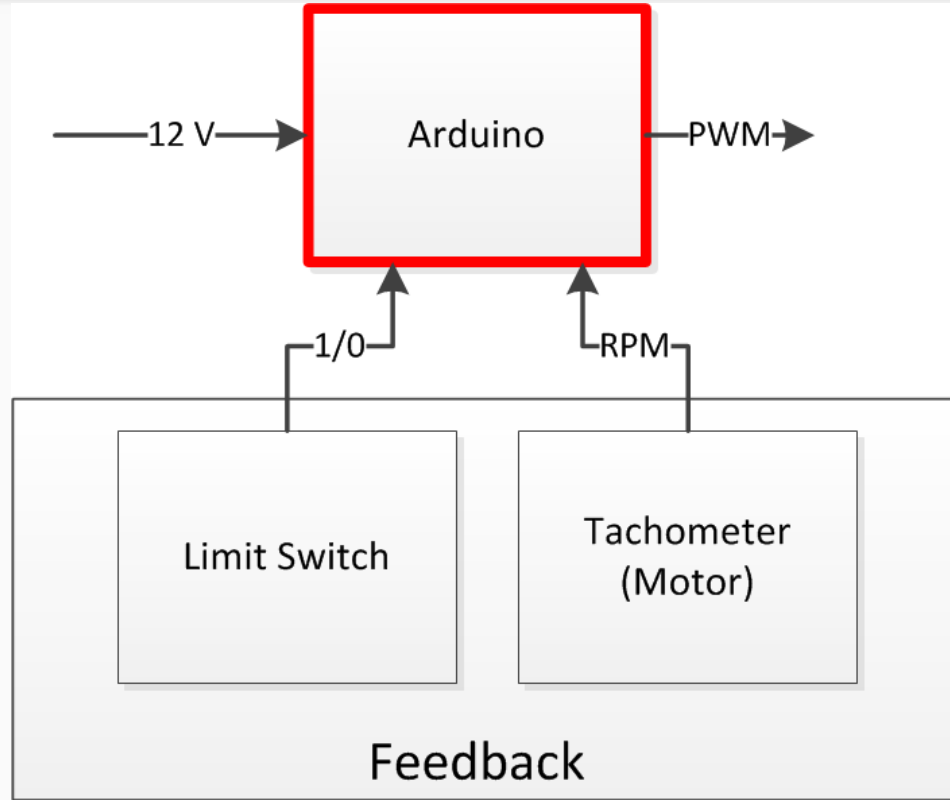 12 V
Arduino
PWM
1/0
RPM
Limit Switch
Tachometer
(Motor)
Feedback